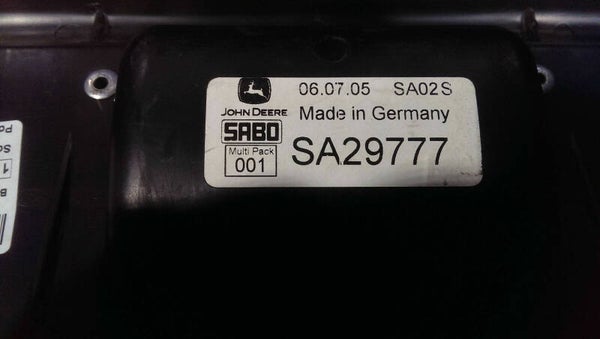 06.07.05 SA02S
JOHN DEERE Made in Germany
SABO
Multi Pack
001
SA29777